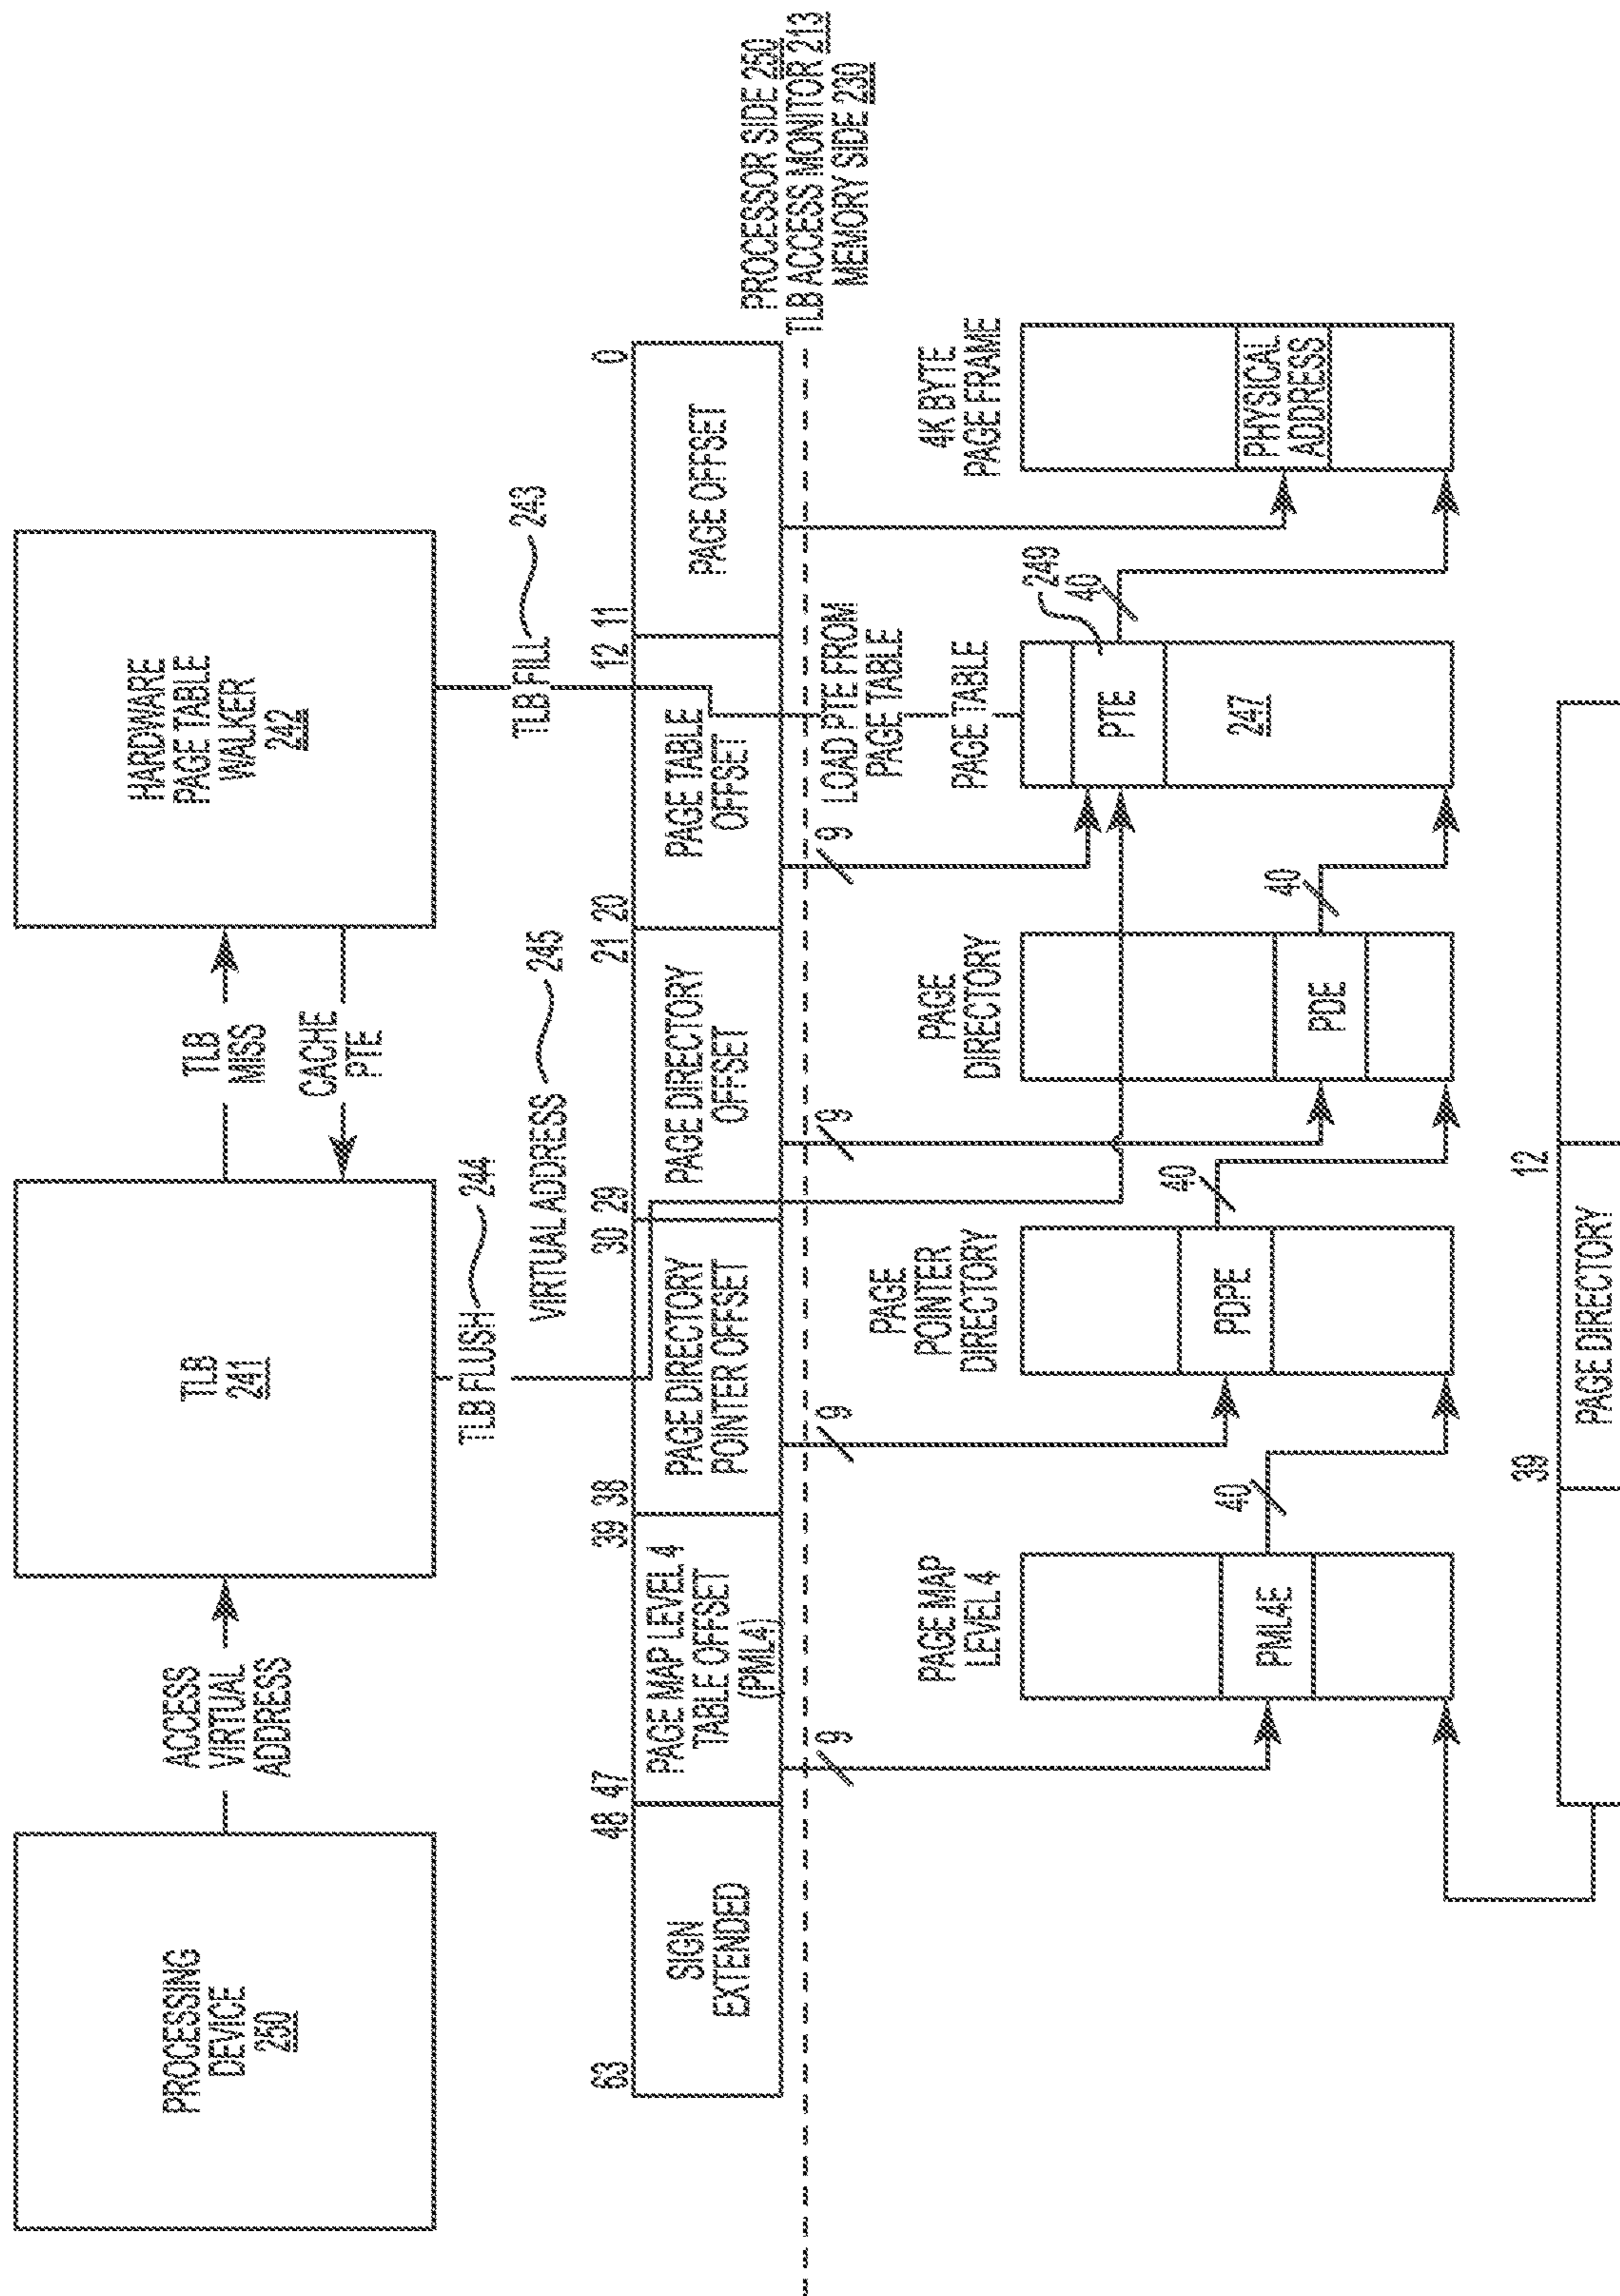 PROCESSING
DEVICE
250
ACCESS
VIRTUAL
ADDRESS
TLB
241
TLB
MISS
CACHE
PTE
HARDWARE
PAGE TABLE
WALKER
242
TLB FLUSH 244
VIRTUAL ADDRESS 245
TLB FILL 243
63 48 47 39 38 30 29 21 20 12 11 0
SIGN
EXTENDED
PAGE MAP LEVEL 4
TABLE OFFSET
(PML4)
PAGE DIRECTORY
POINTER OFFSET
PAGE DIRECTORY
OFFSET
PAGE TABLE
OFFSET
PAGE OFFSET
PROCESSOR SIDE 250
TLB ACCESS MONITOR 213
MEMORY SIDE 230
9
9
9
9
LOAD PTE FROM
PAGE TABLE
PAGE MAP
LEVEL 4
PML4E
40
PAGE
POINTER
DIRECTORY
PDPE
40
PAGE
DIRECTORY
PDE
40
PAGE TABLE
PTE
247
249
40
4K BYTE
PAGE FRAME
PHYSICAL
ADDRESS
39 12
PAGE DIRECTORY